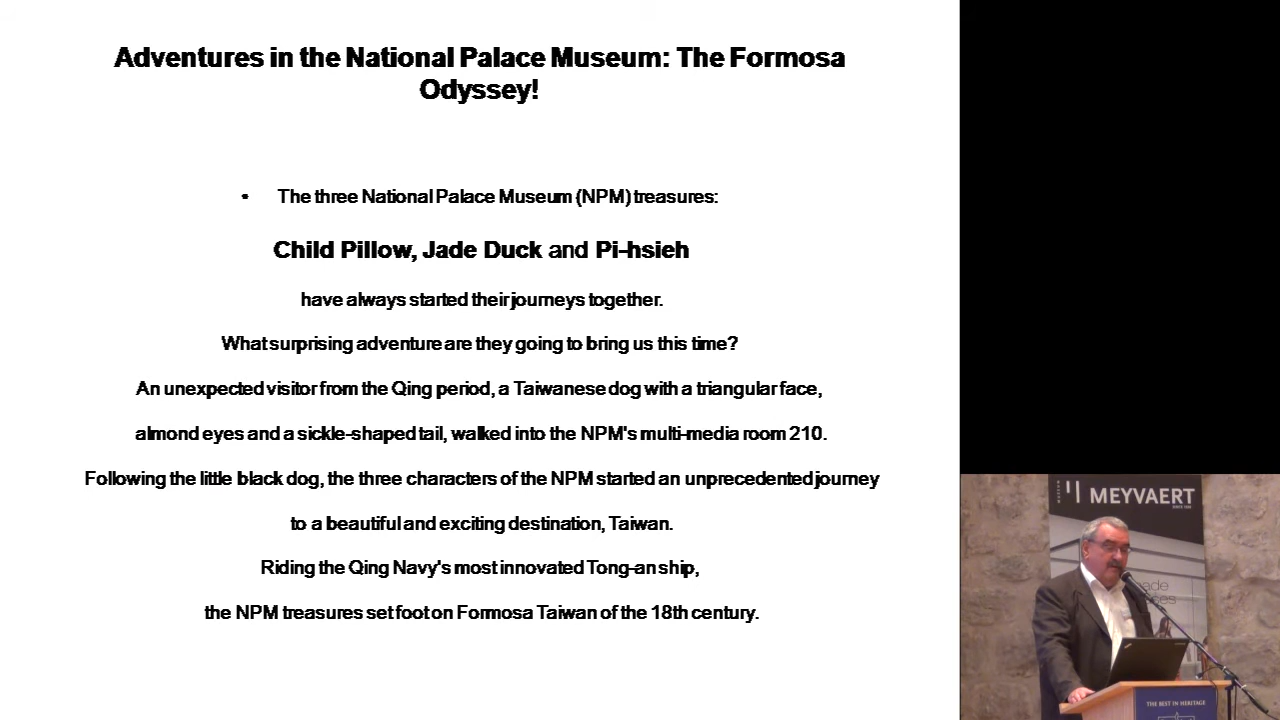 Adventures in the National Palace Museum: The Formosa
Odyssey!
• The three National Palace Museum (NPM) treasures:
Child Pillow, Jade Duck and Pi-hsieh
have always started their journeys together.
What surprising adventure are they going to bring us this time?
An unexpected visitor from the Qing period, a Taiwanese dog with a triangular face,
almond eyes and a sickle-shaped tail, walked into the NPM's multi-media room 210.
Following the little black dog, the three characters of the NPM started an unprecedented journey
to a beautiful and exciting destination, Taiwan.
Riding the Qing Navy's most innovated Tong-an ship,
the NPM treasures set foot on Formosa Taiwan of the 18th century.
MEYVAERT
THE BEST IN HERITAGE